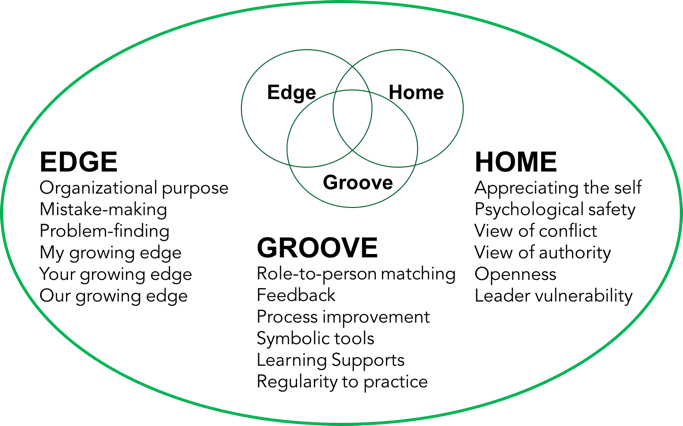 Edge
Home
Groove
EDGE
Organizational purpose
Mistake-making
Problem-finding
My growing edge
Your growing edge
Our growing edge
GROOVE
Role-to-person matching
Feedback
Process improvement
Symbolic tools
Learning Supports
Regularity to practice
HOME
Appreciating the self
Psychological safety
View of conflict
View of authority
Openness
Leader vulnerability